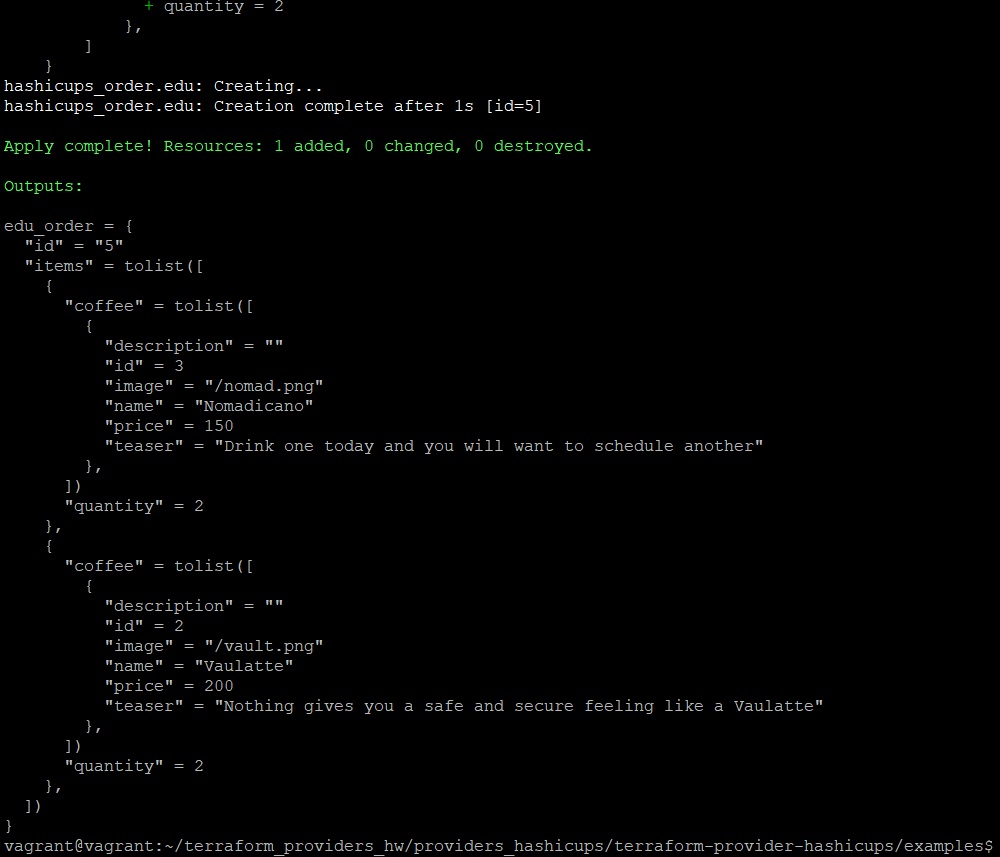 + quantity = 2
            },
        ]
    }
hashicups_order.edu: Creating...
hashicups_order.edu: Creation complete after 1s [id=5]

Apply complete! Resources: 1 added, 0 changed, 0 destroyed.

Outputs:

edu_order = {
  "id" = "5"
  "items" = tolist([
    {
      "coffee" = tolist([
        {
          "description" = ""
          "id" = 3
          "image" = "/nomad.png"
          "name" = "Nomadicano"
          "price" = 150
          "teaser" = "Drink one today and you will want to schedule another"
        },
      ])
      "quantity" = 2
    },
    {
      "coffee" = tolist([
        {
          "description" = ""
          "id" = 2
          "image" = "/vault.png"
          "name" = "Vaulatte"
          "price" = 200
          "teaser" = "Nothing gives you a safe and secure feeling like a Vaulatte"
        },
      ])
      "quantity" = 2
    },
  ])
}
vagrant@vagrant:~/terraform_providers_hw/providers_hashicups/terraform-provider-hashicups/examples$